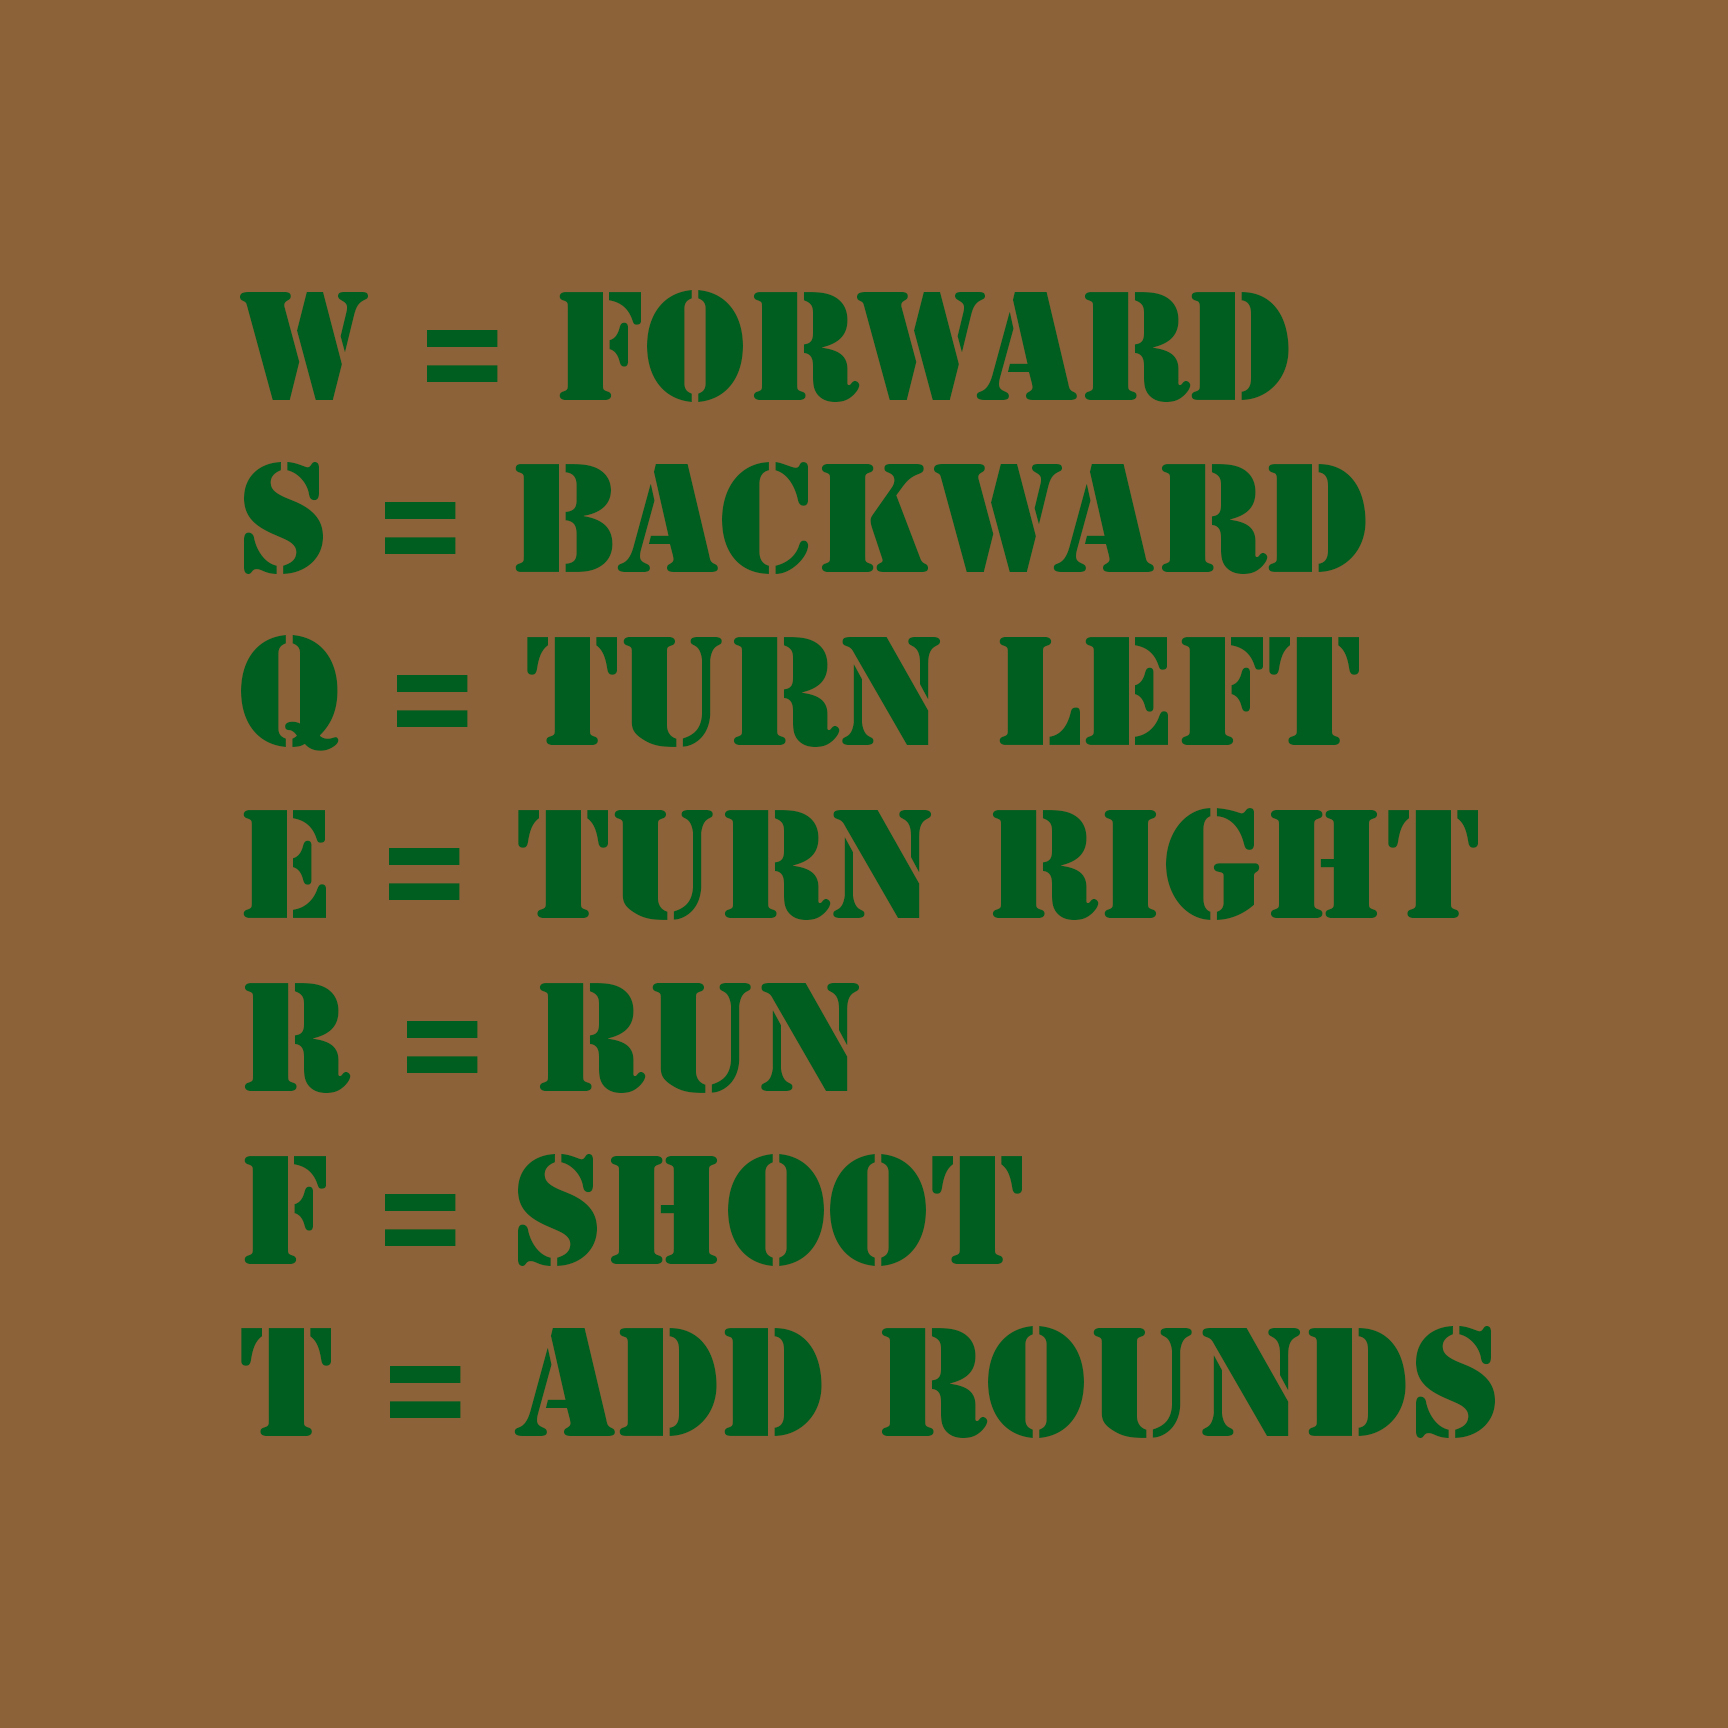 W = FORWARD
S = BACKWARD
Q = TURN LEFT
E = TURN RIGHT
R = RUN
F = SHOOT
T = ADD ROUNDS